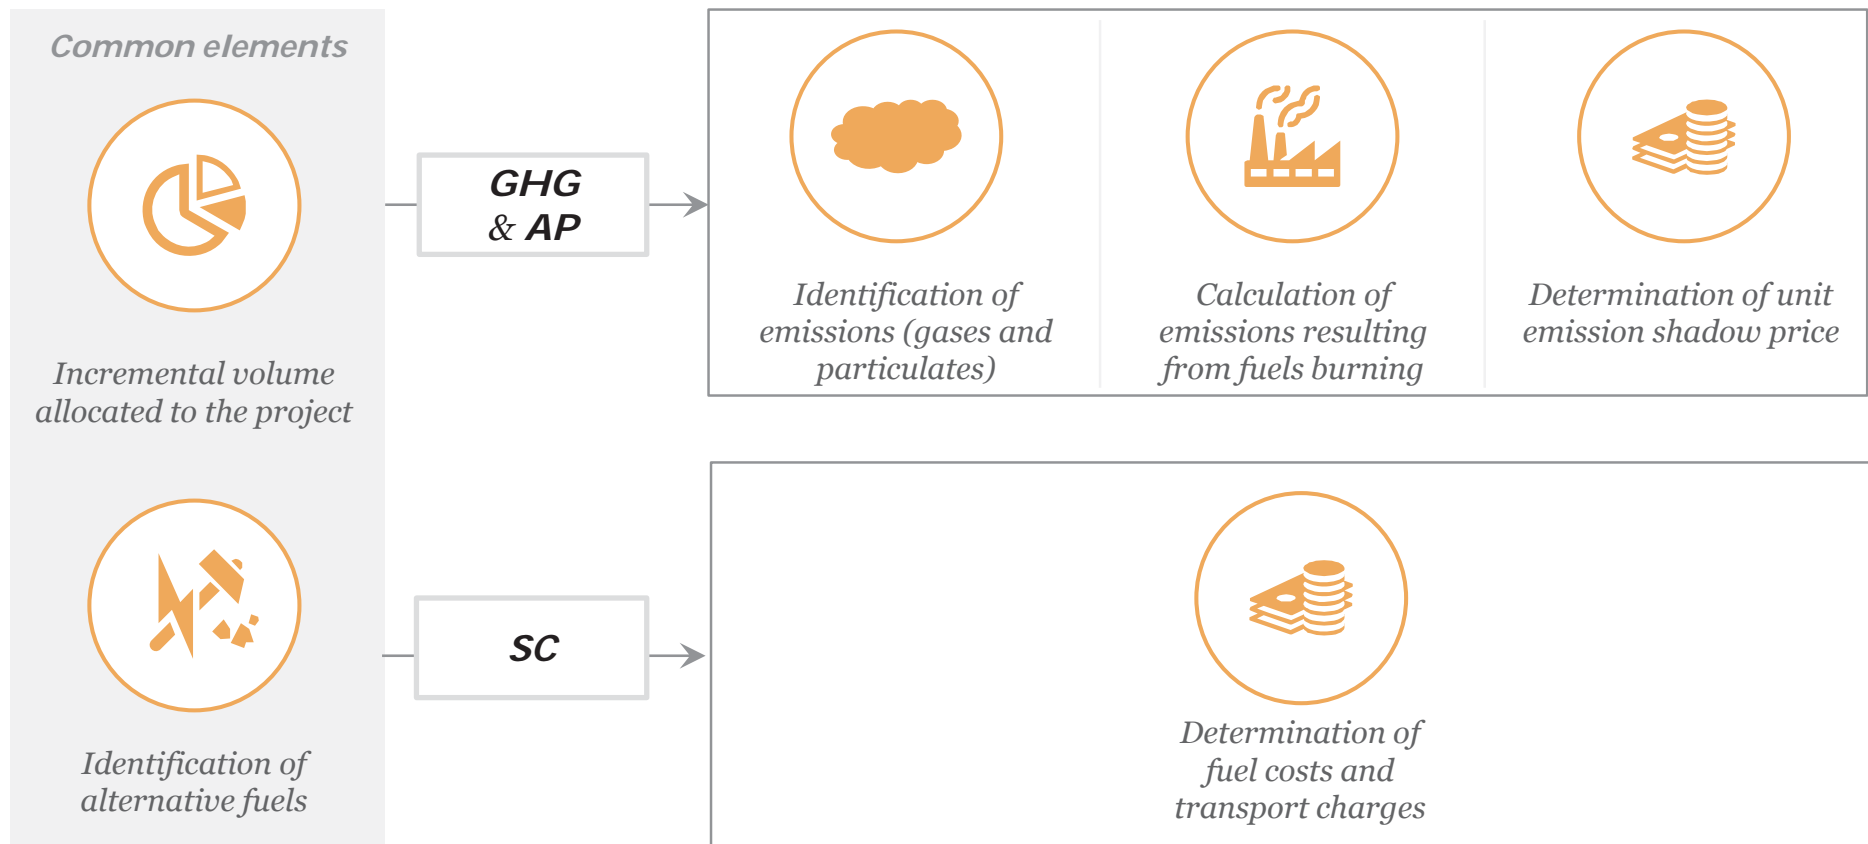 Common elements
Incremental volume
allocated to the project
Identification of
alternative fuels
GHG
& AP
Identification of
emissions (gases and
particulates)
Calculation of
emissions resulting
from fuels burning
Determination of unit
emission shadow price
SC
Determination of
fuel costs and
transport charges